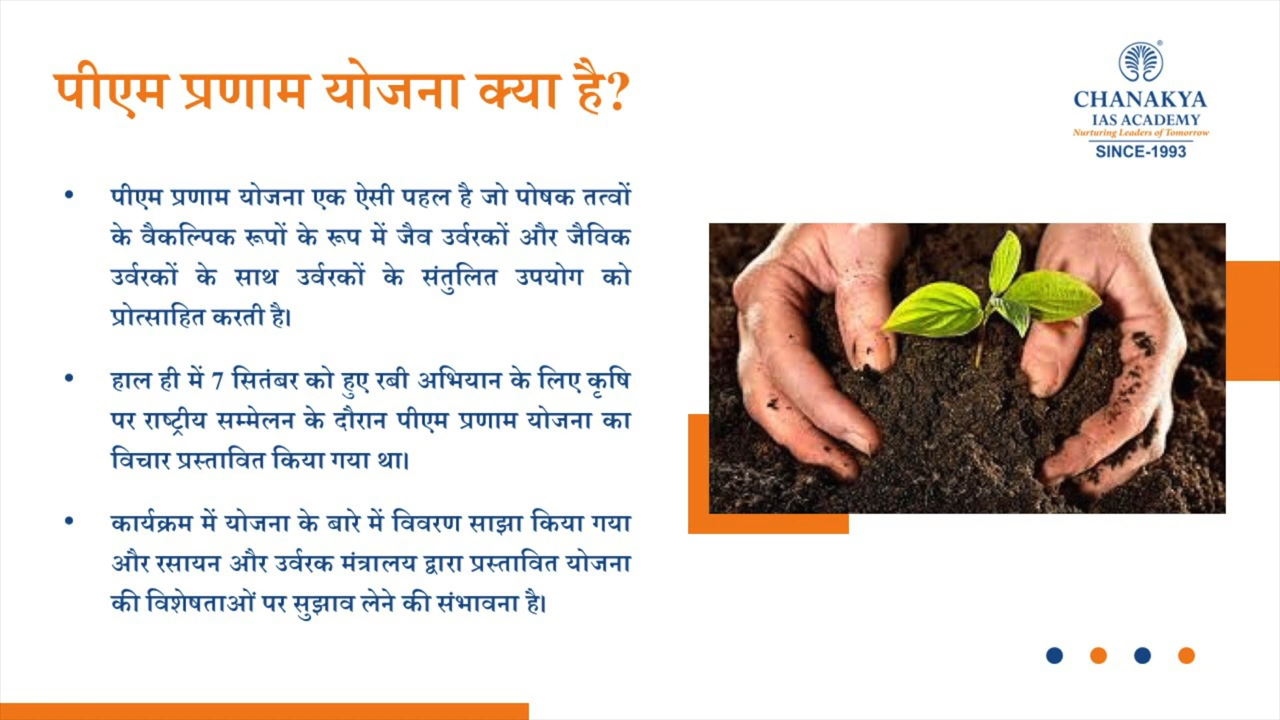 पीएम प्रणाम योजना क्या है?
CHANAKYA
IAS ACADEMY
Nurturing Leaders of Tomorrow
SINCE-1993
• पीएम प्रणाम योजना एक ऐसी पहल है जो पोषक तत्वों
के वैकल्पिक रूपों के रूप में जैव उर्वरकों और जैविक
उर्वरकों के साथ उर्वरकों के संतुलित उपयोग को
प्रोत्साहित करती है।
• हाल ही में 7 सितंबर को हुए रबी अभियान के लिए कृषि
पर राष्ट्रीय सम्मेलन के दौरान पीएम प्रणाम योजना का
विचार प्रस्तावित किया गया था।
• कार्यक्रम में योजना के बारे में विवरण साझा किया गया
और रसायन और उर्वरक मंत्रालय द्वारा प्रस्तावित योजना
की विशेषताओं पर सुझाव लेने की संभावना है।